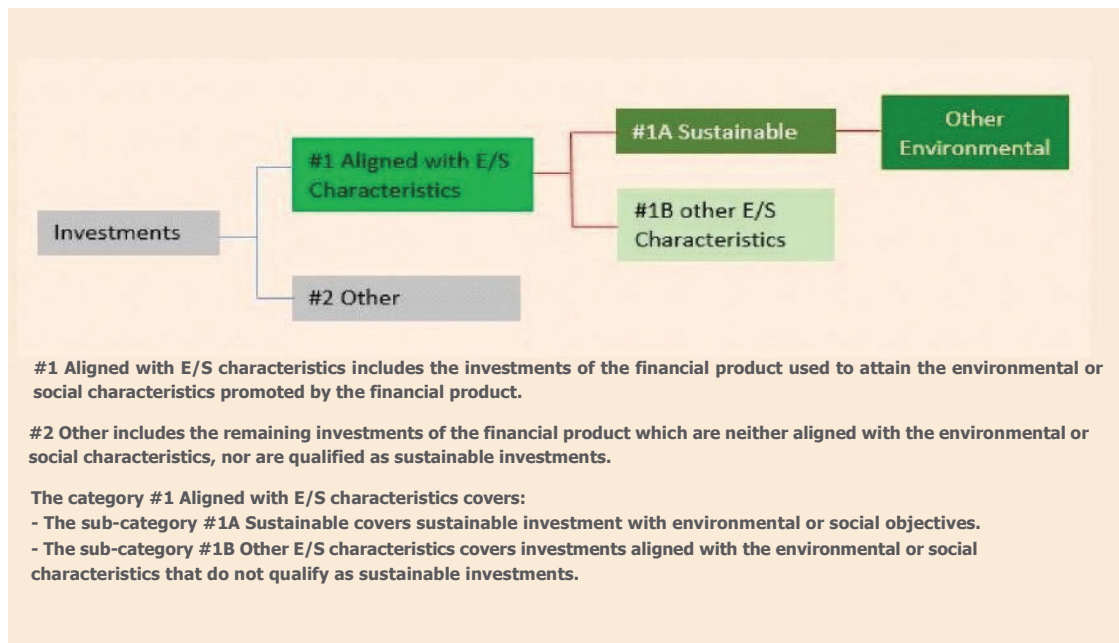 #1A Sustainable
Other
Environmental
#1 Aligned with E/S
Characteristics
#1B other E/S
Characteristics
Investments
#2 Other
#1 Aligned with E/S characteristics includes the investments of the financial product used to attain the environmental or
social characteristics promoted by the financial product.
#2 Other includes the remaining investments of the financial product which are neither aligned with the environmental or
social characteristics, nor are qualified as sustainable investments.
The category #1 Aligned with E/S characteristics covers:
- The sub-category #1A Sustainable covers sustainable investment with environmental or social objectives.
- The sub-category #1B Other E/S characteristics covers investments aligned with the environmental or social
characteristics that do not qualify as sustainable investments.